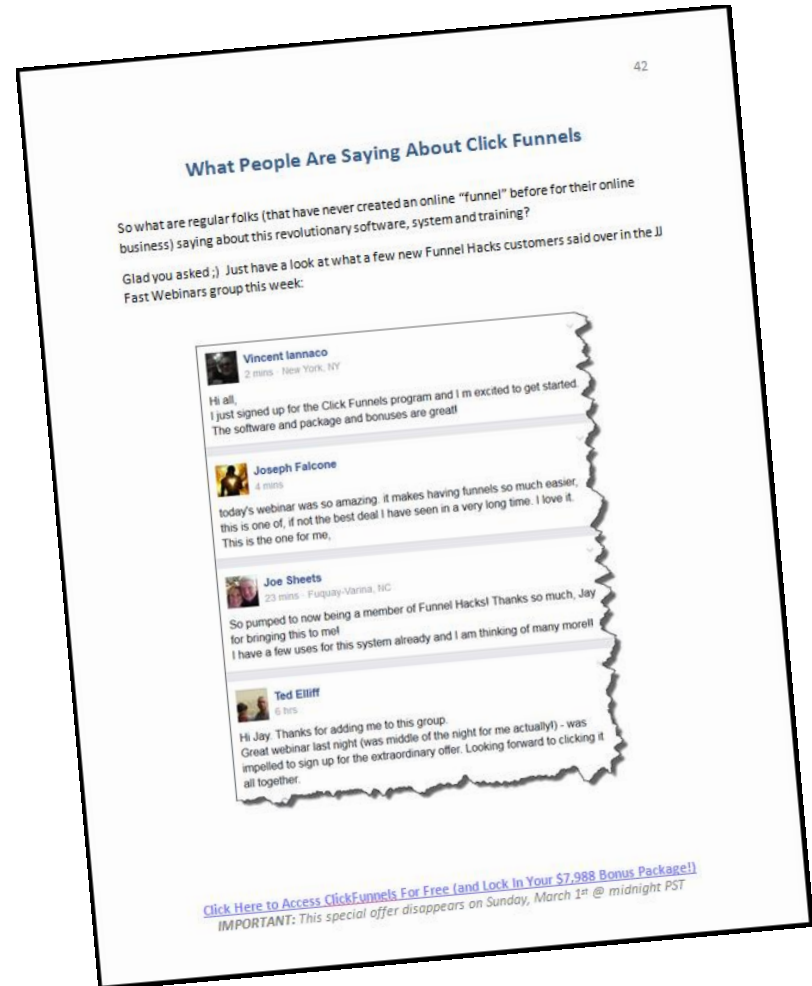 42
What People Are Saying About Click Funnels
So what are regular folks (that have never created an online “funnel” before for their online
business) saying about this revolutionary software, system and training?
Glad you asked ;) Just have a look at what a few new Funnel Hacks customers said over in the JJ
Fast Webinars group this week:
Vincent Iannaco
2 mins · New York, NY
Hi all,
I just signed up for the Click Funnels program and I m excited to get started.
The software and package and bonuses are great!
Joseph Falcone
4 mins
today's webinar was so amazing. it makes having funnels so much easier,
this is one of, if not the best deal I have seen in a very long time. I love it.
This is the one for me,
Joe Sheets
23 mins · Fuquay-Varina, NC
So pumped to now being a member of Funnel Hacks! Thanks so much, Jay
for bringing this to me!
I have a few uses for this system already and I am thinking of many more!!
Ted Elliff
6 hrs
Hi Jay. Thanks for adding me to this group.
Great webinar last night (was middle of the night for me actually!) - was
impelled to sign up for the extraordinary offer. Looking forward to clicking it
all together.
Click Here to Access ClickFunnels For Free (and Lock In Your $7,988 Bonus Package!)
IMPORTANT: This special offer disappears on Sunday, March 1st @ midnight PST